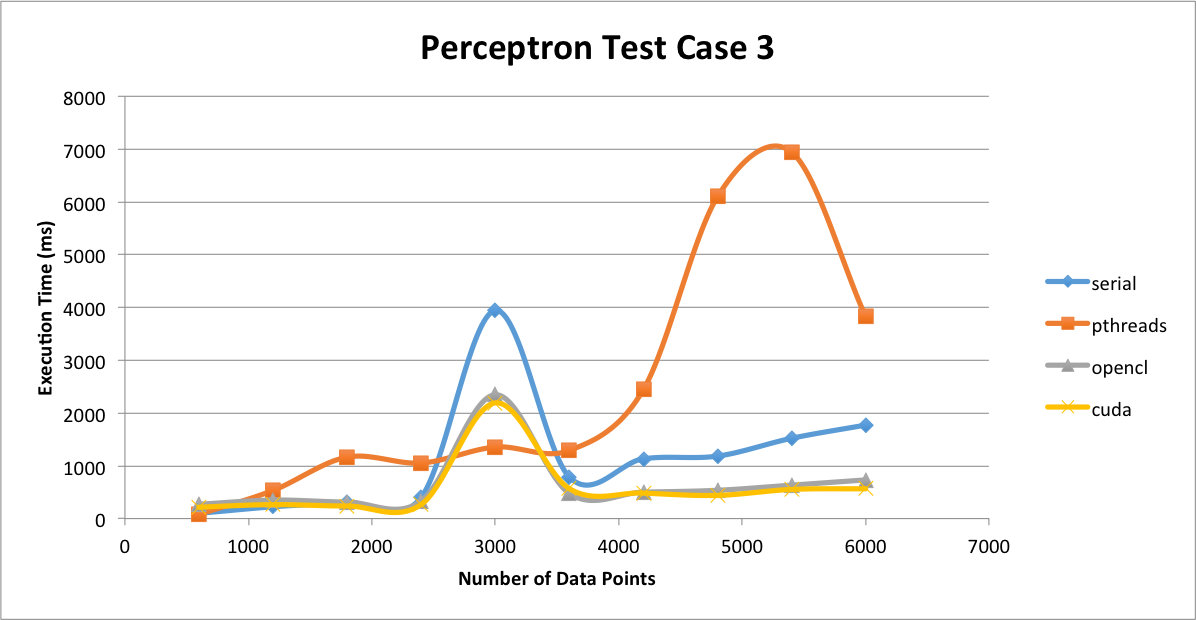 Perceptron Test Case 3
8000
7000
6000
5000
4000
3000
2000
1000
0
Execution Time (ms)
0 1000 2000 3000 4000 5000 6000 7000
Number of Data Points
serial
pthreads
opencl
cuda